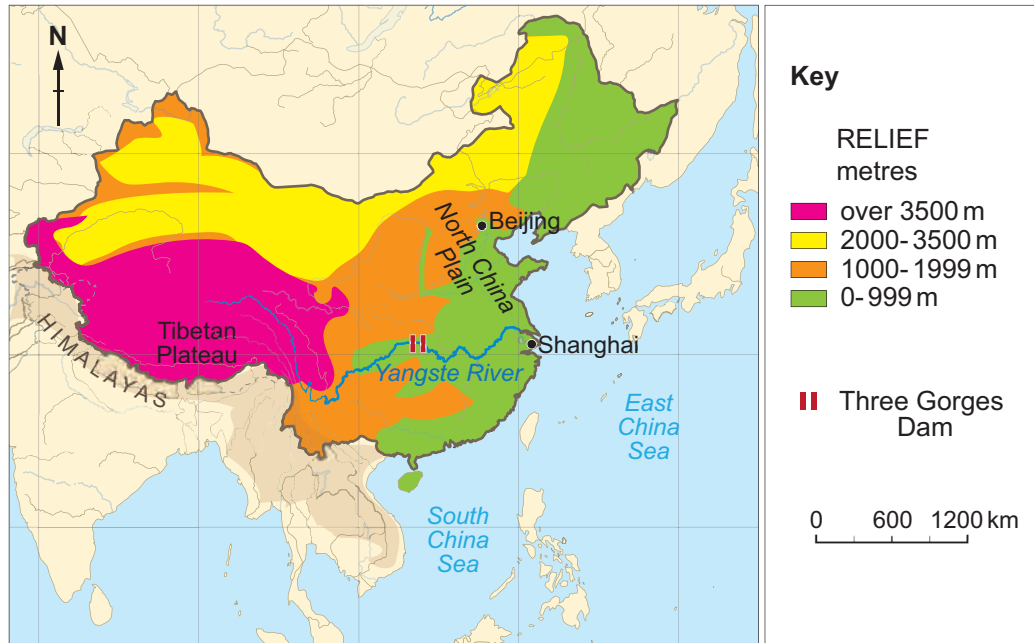 N
Beijing
North China
Plain
Tibetan
Plateau
HIMALAYAS
Shanghai
Yangste River
East
China
Sea
South
China
Sea
Key
RELIEF
metres
over 3500 m
2000-3500 m
1000-1999 m
0-999 m
Three Gorges
Dam
0 600 1200 km